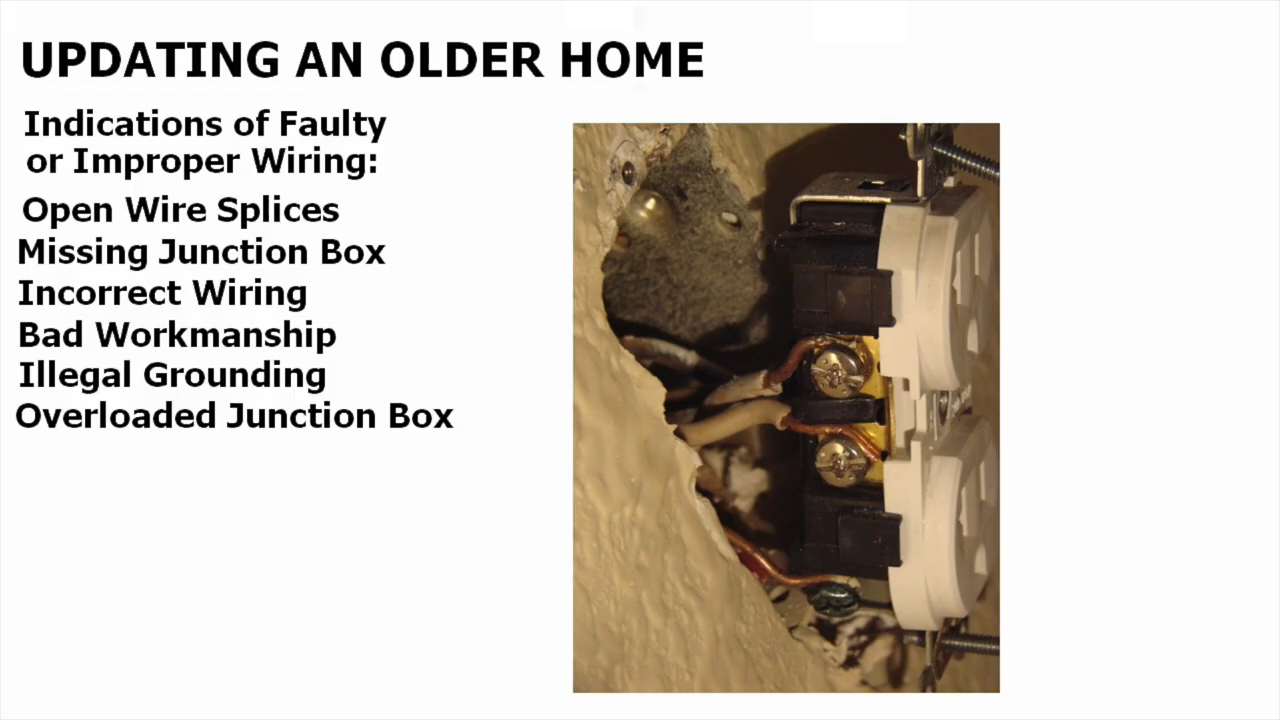 UPDATING AN OLDER HOME
Indications of Faulty
or Improper Wiring:
Open Wire Splices
Missing Junction Box
Incorrect Wiring
Bad Workmanship
Illegal Grounding
Overloaded Junction Box